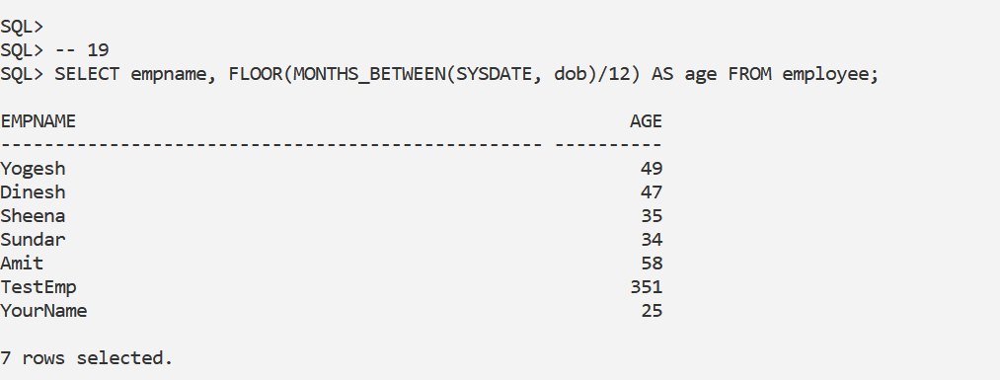 SQL>
SQL> -- 19
SQL> SELECT empname, FLOOR(MONTHS_BETWEEN(SYSDATE, dob)/12) AS age FROM employee;
EMPNAME                                                   AGE
-------------------------------------------------- ----------
Yogesh                                                     49
Dinesh                                                     47
Sheena                                                     35
Sundar                                                     34
Amit                                                       58
TestEmp                                                   351
YourName                                                   25
7 rows selected.